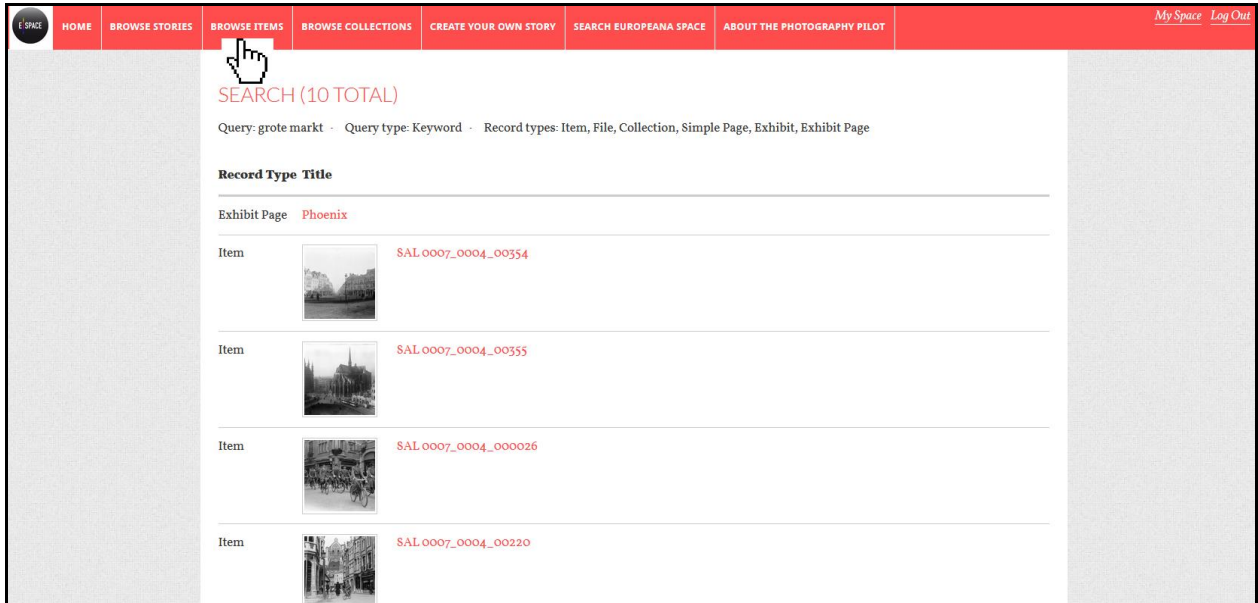 E'SPACE
HOME
BROWSE STORIES
BROWSE ITEMS
BROWSE COLLECTIONS
CREATE YOUR OWN STORY
SEARCH EUROPEANA SPACE
ABOUT THE PHOTOGRAPHY PILOT
My Space Log Out
SEARCH (10 TOTAL)
Query: grote markt · Query type: Keyword · Record types: Item, File, Collection, Simple Page, Exhibit, Exhibit Page
Record Type Title
Exhibit Page Phoenix
Item SAL 0007_0004_00354
Item SAL 0007_0004_00355
Item SAL 0007_0004_000026
Item SAL 0007_0004_00220